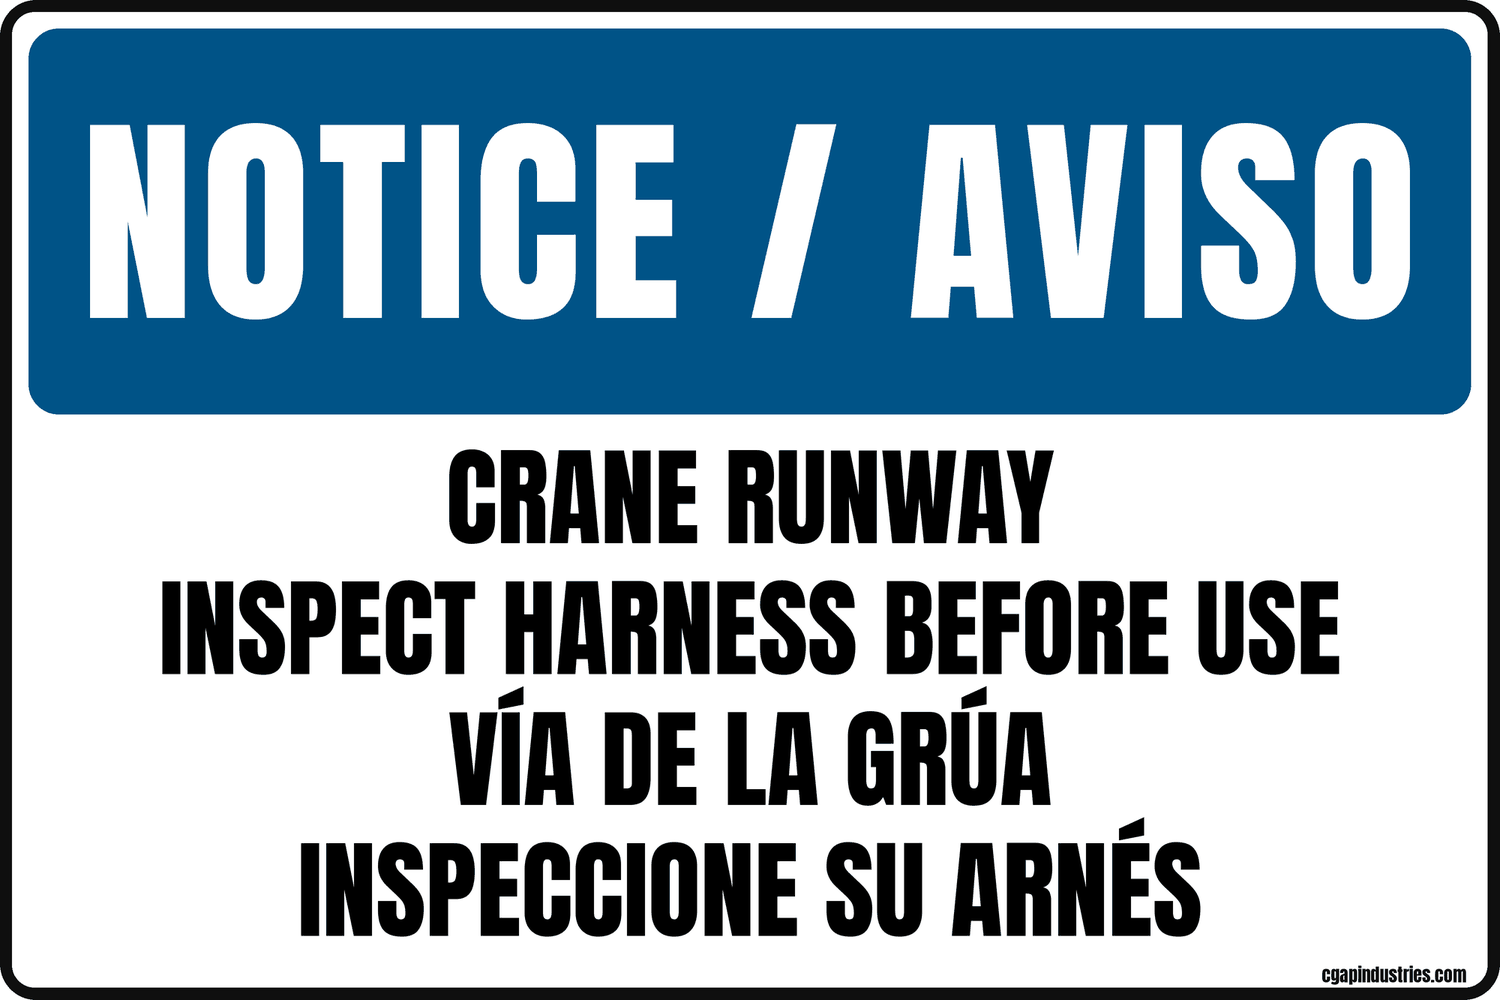 NOTICE / AVISO
CRANE RUNWAY
INSPECT HARNESS BEFORE USE
VÍA DE LA GRÚA
INSPECCIONE SU ARNÉS
cgapindustries.com